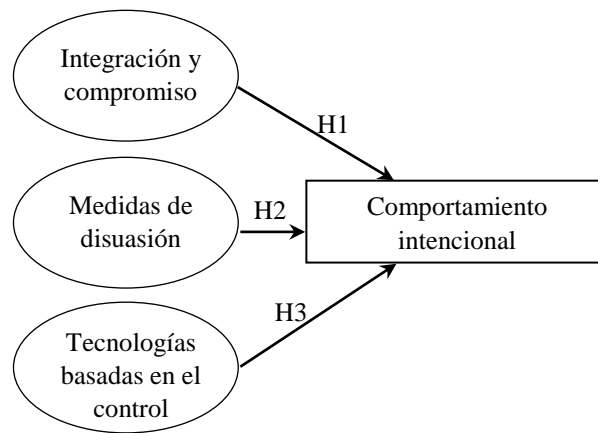 Integración y
compromiso
H1
Medidas de
disuasión
H2
Comportamiento
intencional
H3
Tecnologías
basadas en el
control